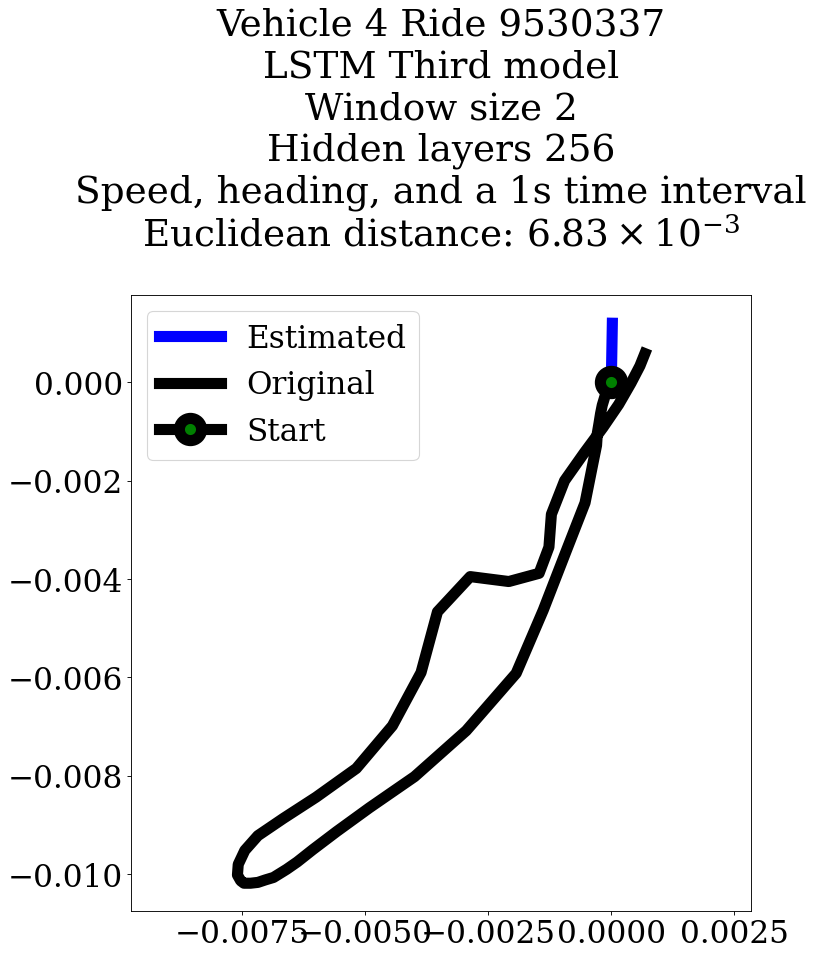 Vehicle 4 Ride 9530337
LSTM Third model
Window size 2
Hidden layers 256
Speed, heading, and a 1s time interval
Euclidean distance: 6.83 × 10⁻³
Estimated
Original
Start
0.000
−0.002
−0.004
−0.006
−0.008
−0.010
−0.0075 −0.0050 −0.0025 0.0000 0.0025